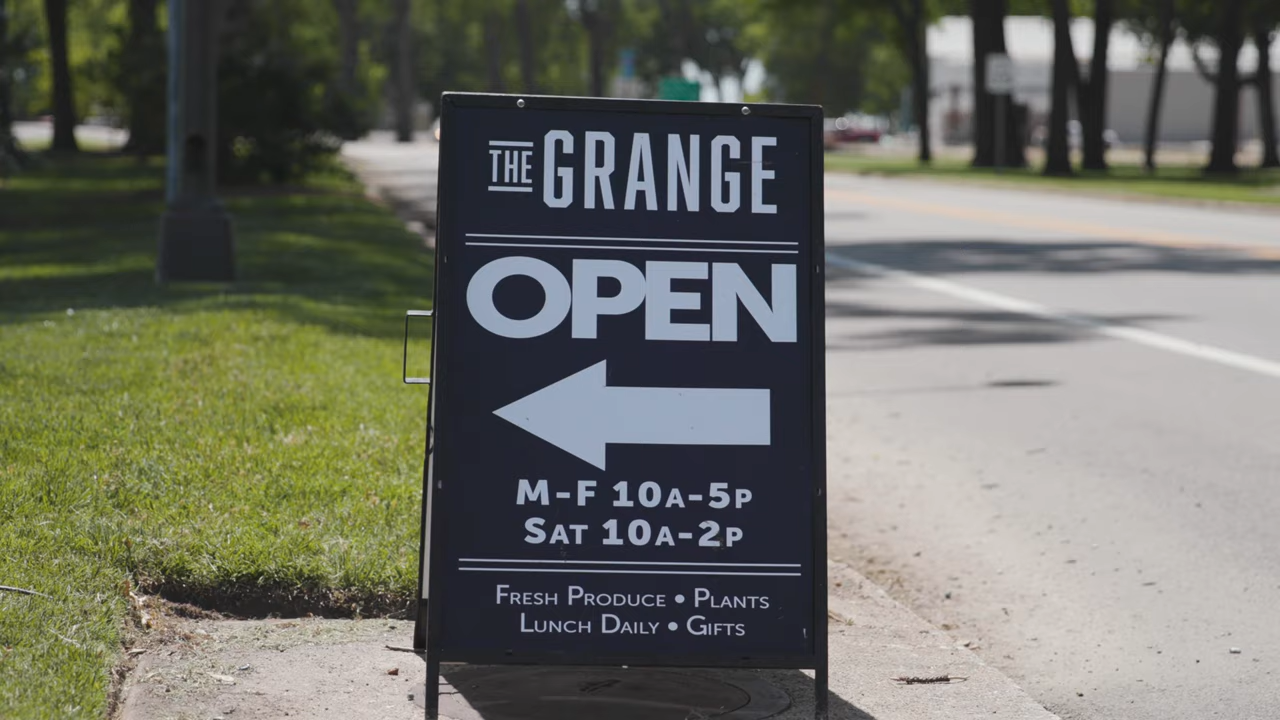 THE GRANGE
OPEN
M-F 10A-5P
SAT 10A-2P
FRESH PRODUCE • PLANTS
LUNCH DAILY • GIFTS